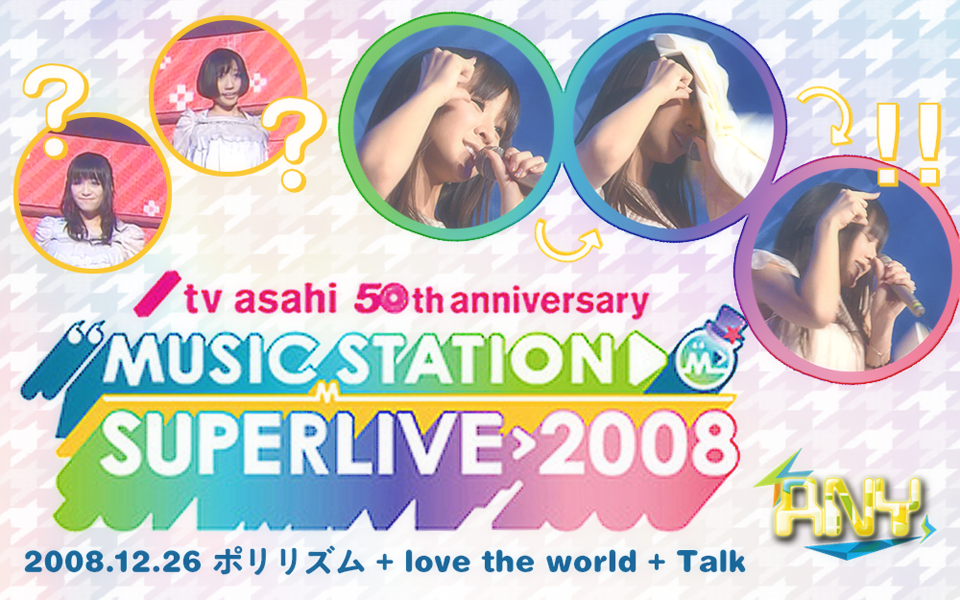 ?
?
!!
tv asahi 50th anniversary
"MUSIC STATION
M
SUPERLIVE>2008
ANY
2008.12.26 ポリリズム + love the world + Talk